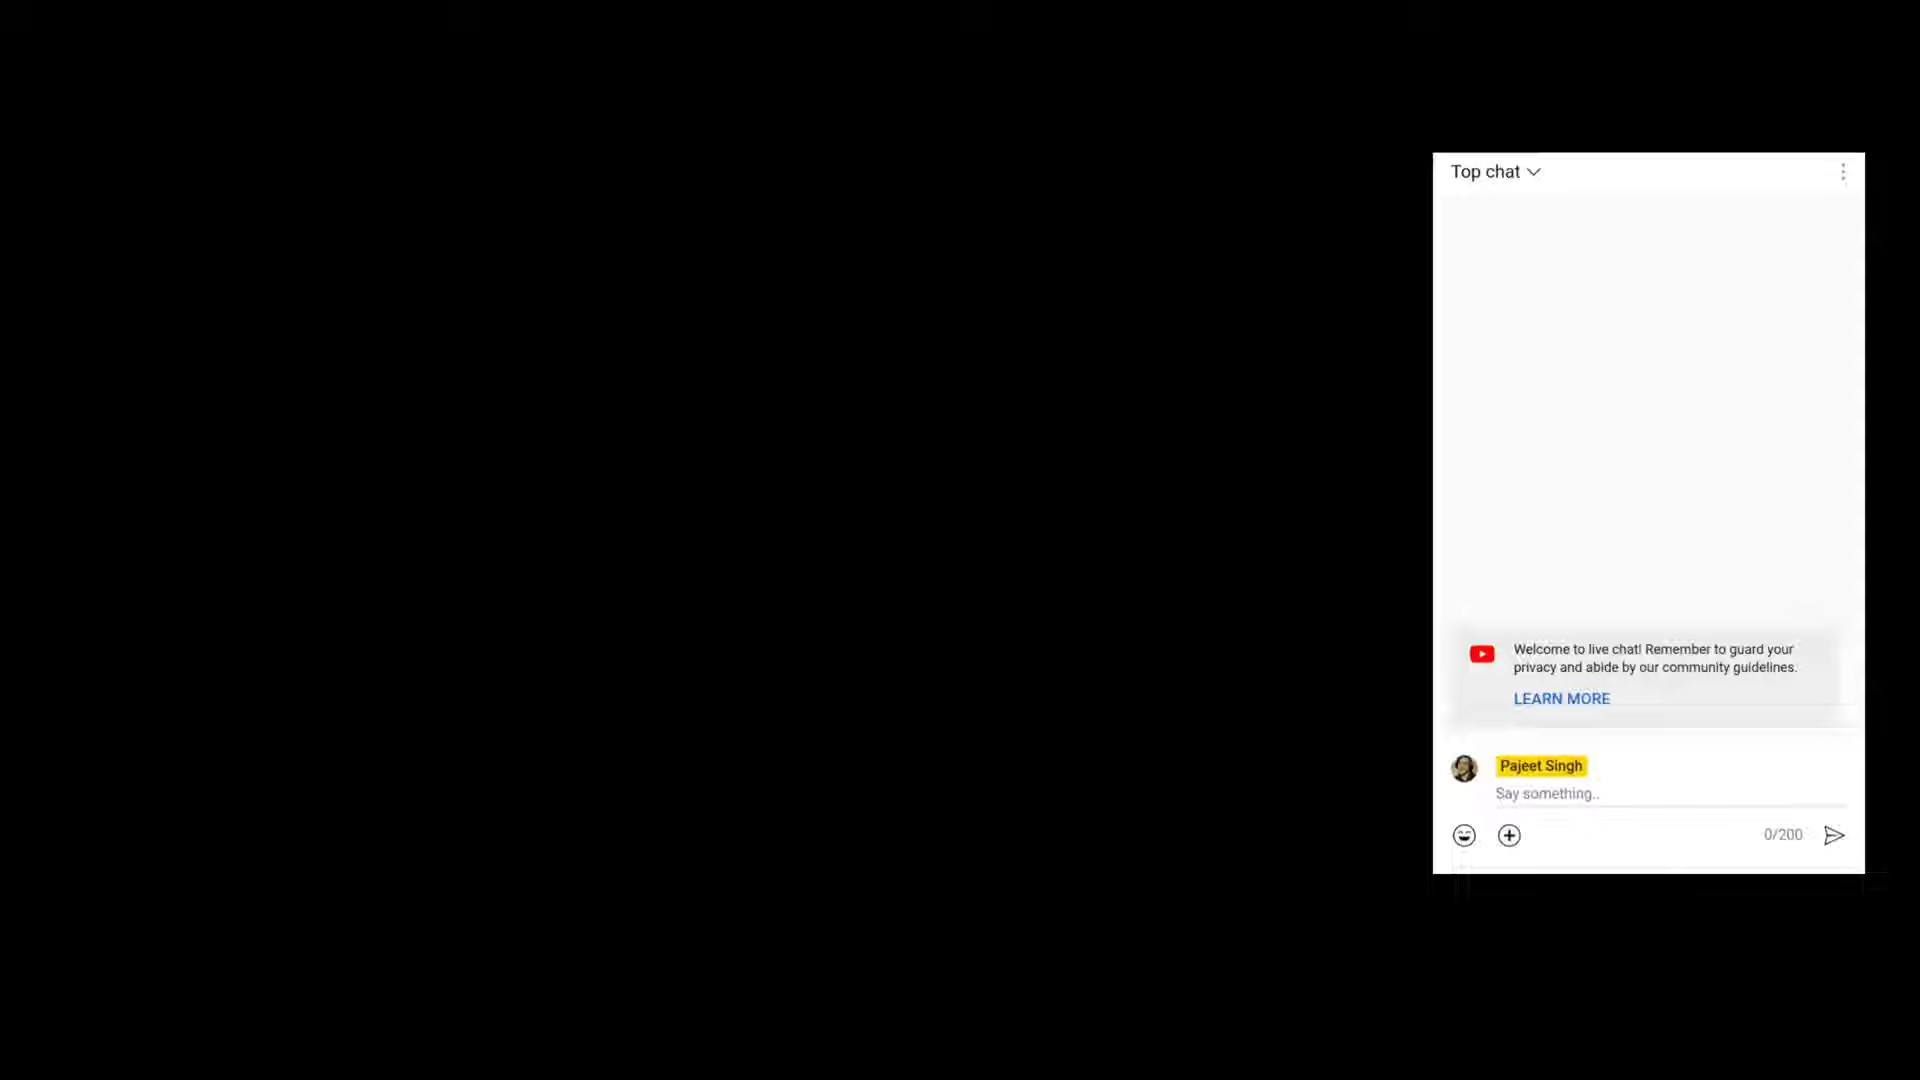 Top chat
Welcome to live chat! Remember to guard your
privacy and abide by our community guidelines.
LEARN MORE
Pajeet Singh
Say something..
0/200